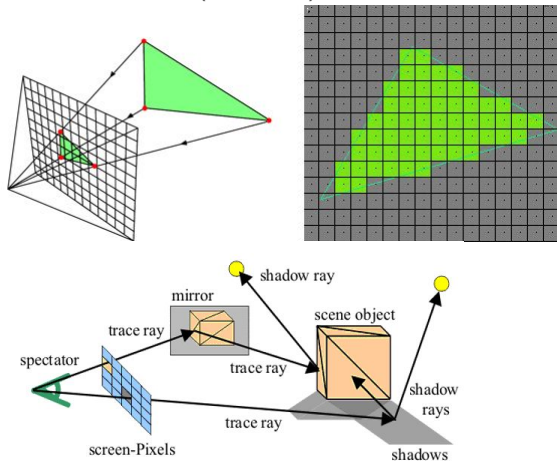 shadow ray
mirror
scene object
trace ray
spectator
trace ray
shadow
rays
trace ray
screen-Pixels
shadows